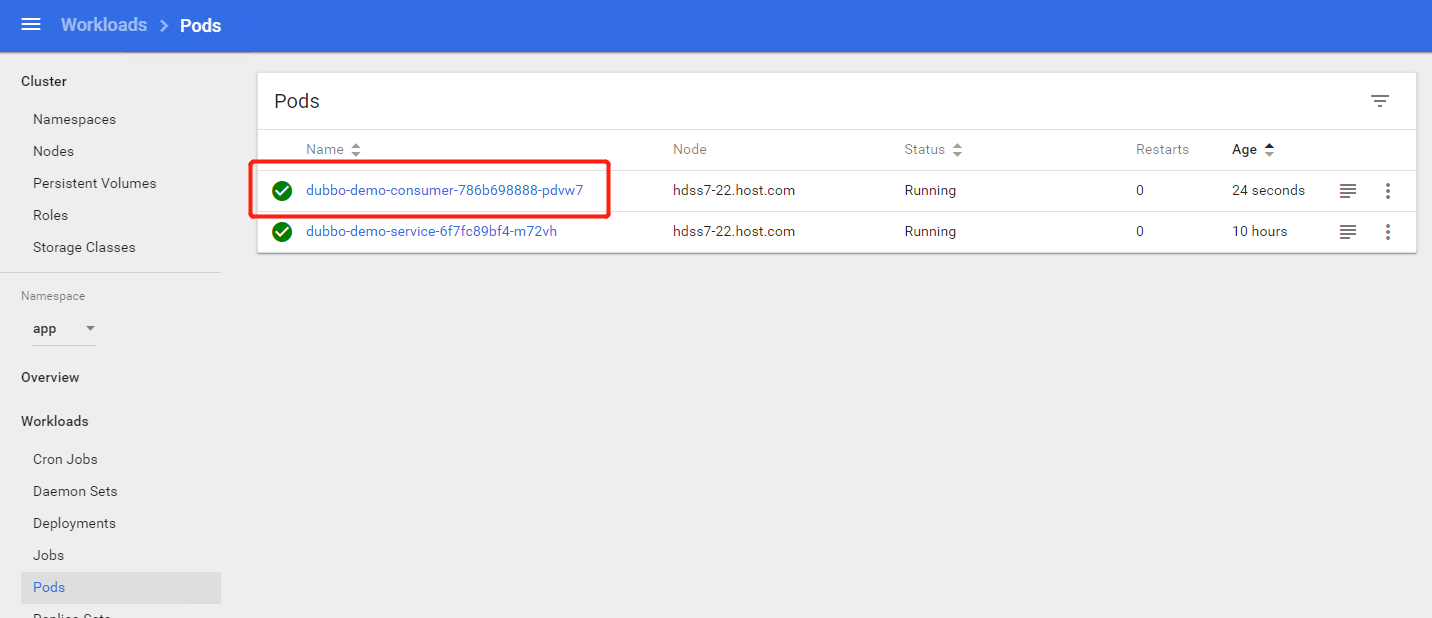 Workloads > Pods
Cluster
Namespaces
Nodes
Persistent Volumes
Roles
Storage Classes
Namespace
app
Overview
Workloads
Cron Jobs
Daemon Sets
Deployments
Jobs
Pods
Replica Sets
Pods
Name Node Status Restarts Age
dubbo-demo-consumer-786b698888-pdvw7 hdss7-22.host.com Running 0 24 seconds
dubbo-demo-service-6f7fc89bf4-m72vh hdss7-22.host.com Running 0 10 hours